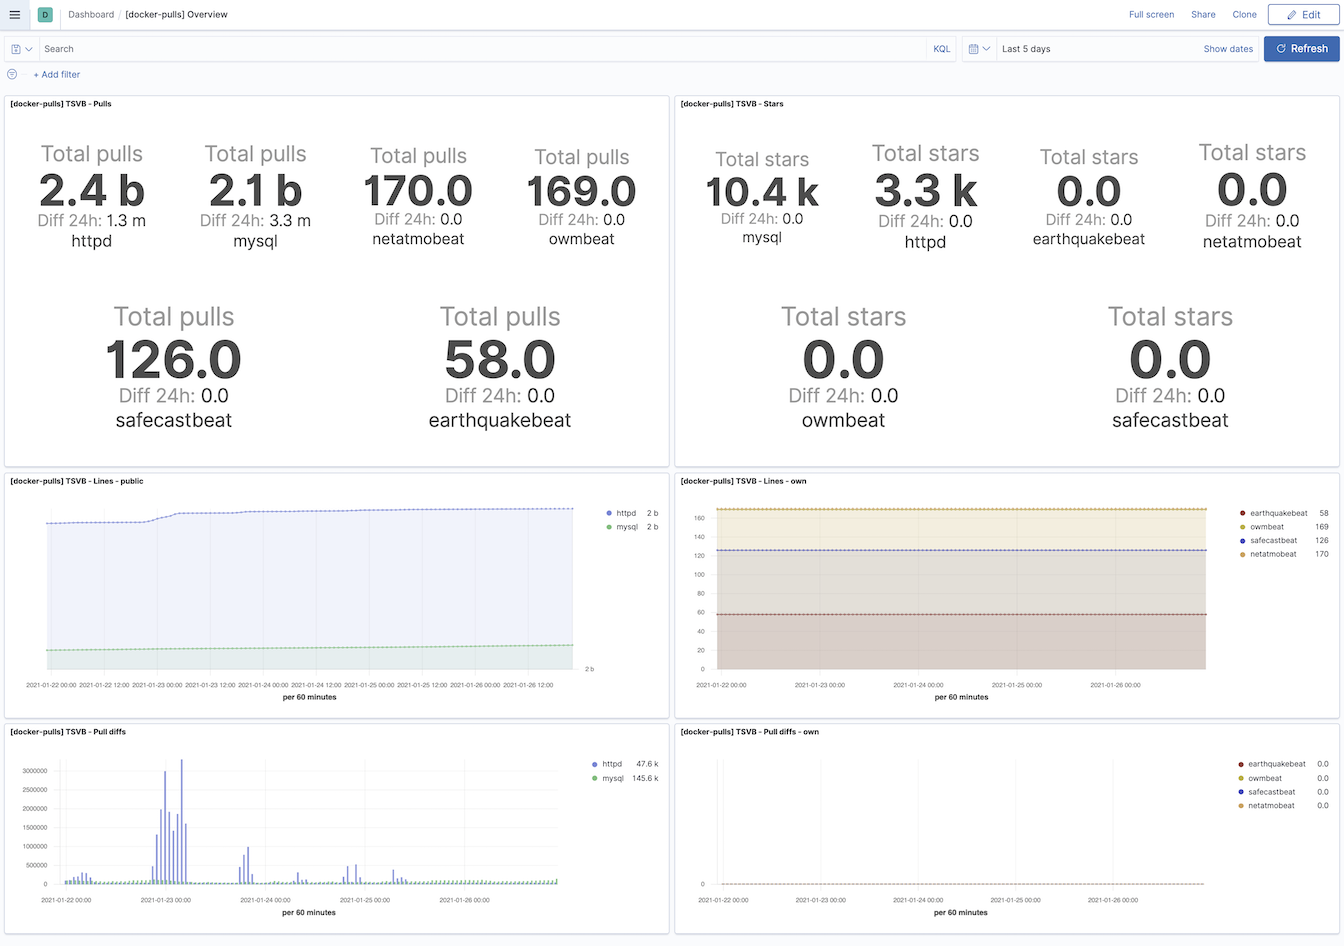 D Dashboard / [docker-pulls] Overview Full screen Share Clone Edit
Search KQL Last 5 days Show dates Refresh
+ Add filter
[docker-pulls] TSVB - Pulls
Total pulls Total pulls Total pulls Total pulls
2.4 b 2.1 b 170.0 169.0
Diff 24h: 1.3 m Diff 24h: 3.3 m Diff 24h: 0.0 Diff 24h: 0.0
httpd mysql netatmobeat owmbeat
Total pulls Total pulls
126.0 58.0
Diff 24h: 0.0 Diff 24h: 0.0
safecastbeat earthquakebeat
[docker-pulls] TSVB - Stars
Total stars Total stars Total stars Total stars
10.4 k 3.3 k 0.0 0.0
Diff 24h: 0.0 Diff 24h: 0.0 Diff 24h: 0.0 Diff 24h: 0.0
mysql httpd earthquakebeat netatmobeat
Total stars Total stars
0.0 0.0
Diff 24h: 0.0 Diff 24h: 0.0
owmbeat safecastbeat
[docker-pulls] TSVB - Lines - public
httpd 2 b
mysql 2 b
2 b
2021-01-22 00:00 2021-01-22 12:00 2021-01-23 00:00 2021-01-23 12:00 2021-01-24 00:00 2021-01-24 12:00 2021-01-25 00:00 2021-01-25 12:00 2021-01-26 00:00 2021-01-26 12:00
per 60 minutes
[docker-pulls] TSVB - Lines - own
160
140
120
100
80
60
40
20
0
earthquakebeat 58
owmbeat 169
safecastbeat 126
netatmobeat 170
2021-01-22 00:00 2021-01-23 00:00 2021-01-24 00:00 2021-01-25 00:00 2021-01-26 00:00
per 60 minutes
[docker-pulls] TSVB - Pull diffs
3000000
2500000
2000000
1500000
1000000
500000
0
httpd 47.6 k
mysql 145.6 k
2021-01-22 00:00 2021-01-23 00:00 2021-01-24 00:00 2021-01-25 00:00 2021-01-26 00:00
per 60 minutes
[docker-pulls] TSVB - Pull diffs - own
0
earthquakebeat 0.0
owmbeat 0.0
safecastbeat 0.0
netatmobeat 0.0
2021-01-22 00:00 2021-01-23 00:00 2021-01-24 00:00 2021-01-25 00:00 2021-01-26 00:00
per 60 minutes